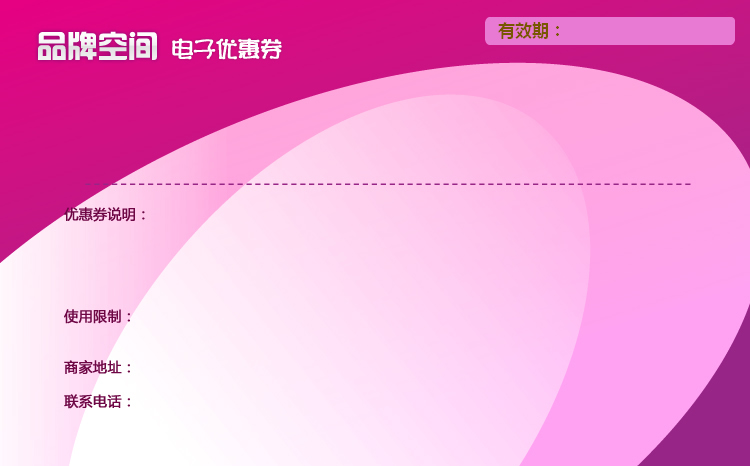 品牌空间 电子优惠券
有效期：
优惠券说明：
使用限制：
商家地址：
联系电话：